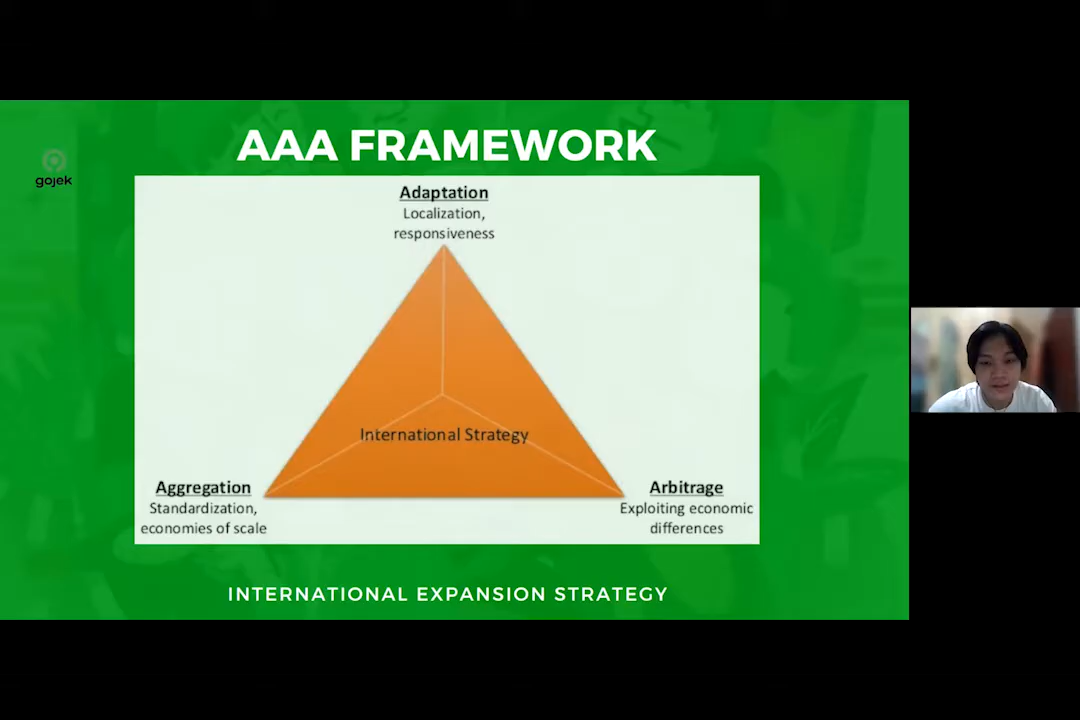 AAA FRAMEWORK
gojek
Adaptation
Localization,
responsiveness
International Strategy
Aggregation
Standardization,
economies of scale
Arbitrage
Exploiting economic
differences
INTERNATIONAL EXPANSION STRATEGY